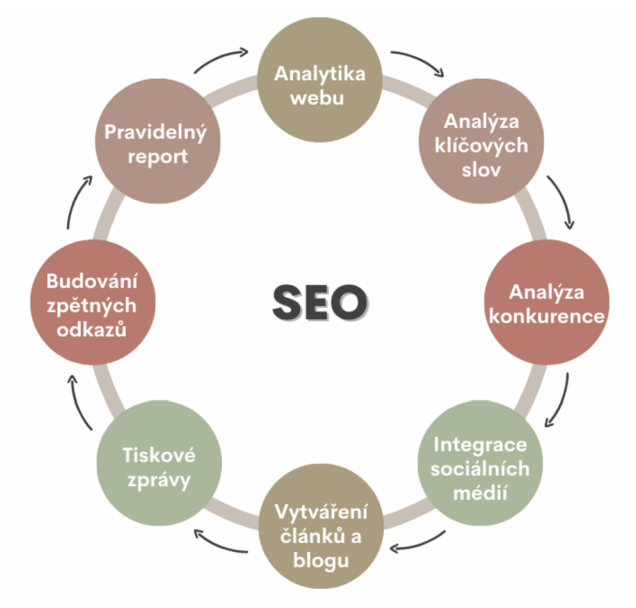 Analytika
webu
Analýza
klíčových
slov
Analýza
konkurence
Integrace
sociálních
médií
Vytváření
článků a
blogu
Tiskové
zprávy
Budování
zpětných
odkazů
Pravidelný
report
SEO